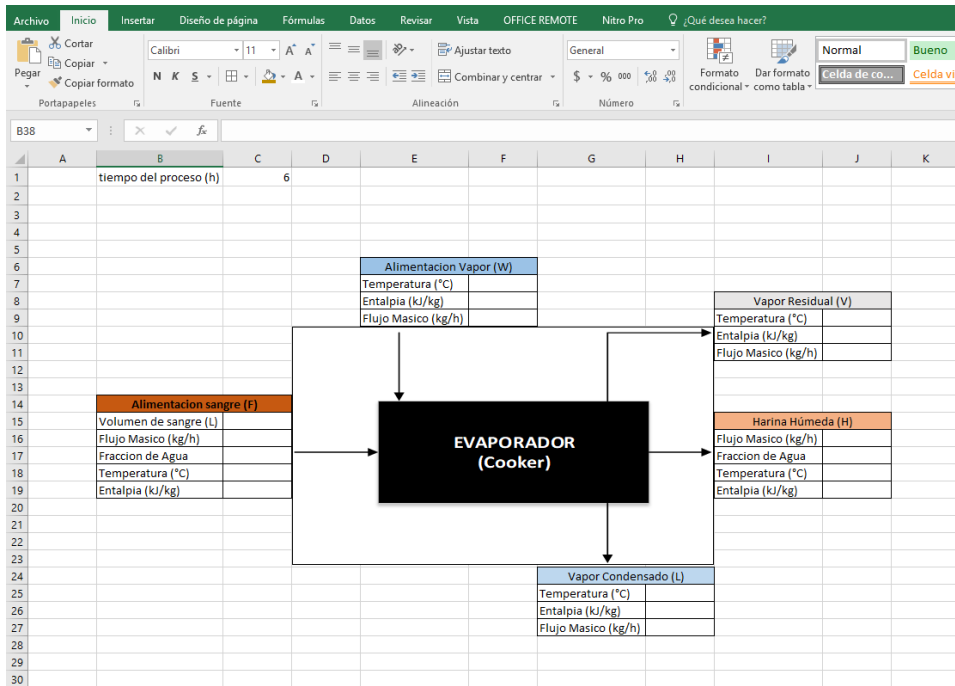 Archivo Inicio Insertar Diseño de página Fórmulas Datos Revisar Vista OFFICE REMOTE Nitro Pro ¿Qué desea hacer?
Pegar
Cortar
Copiar
Copiar formato
Portapapeles
Calibri 11 A A
N K S A
Fuente
Ajustar texto
Combinar y centrar
Alineación
General
$ % 000
Número
Formato condicional
Dar formato como tabla
Normal Bueno
Celda de co... Celda vi
B38 fx
A B C D E F G H I J K
1 tiempo del proceso (h) 6
2
3
4
5
6 Alimentacion Vapor (W)
7 Temperatura (°C)
8 Entalpia (kJ/kg) Vapor Residual (V)
9 Flujo Masico (kg/h) Temperatura (°C)
10 Entalpia (kJ/kg)
11 Flujo Masico (kg/h)
12
13
14 Alimentacion sangre (F)
15 Volumen de sangre (L) Harina Húmeda (H)
16 Flujo Masico (kg/h) Flujo Masico (kg/h)
17 Fraccion de Agua Fraccion de Agua
18 Temperatura (°C) Temperatura (°C)
19 Entalpia (kJ/kg) Entalpia (kJ/kg)
EVAPORADOR
(Cooker)
20
21
22
23
24 Vapor Condensado (L)
25 Temperatura (°C)
26 Entalpia (kJ/kg)
27 Flujo Masico (kg/h)
28
29
30